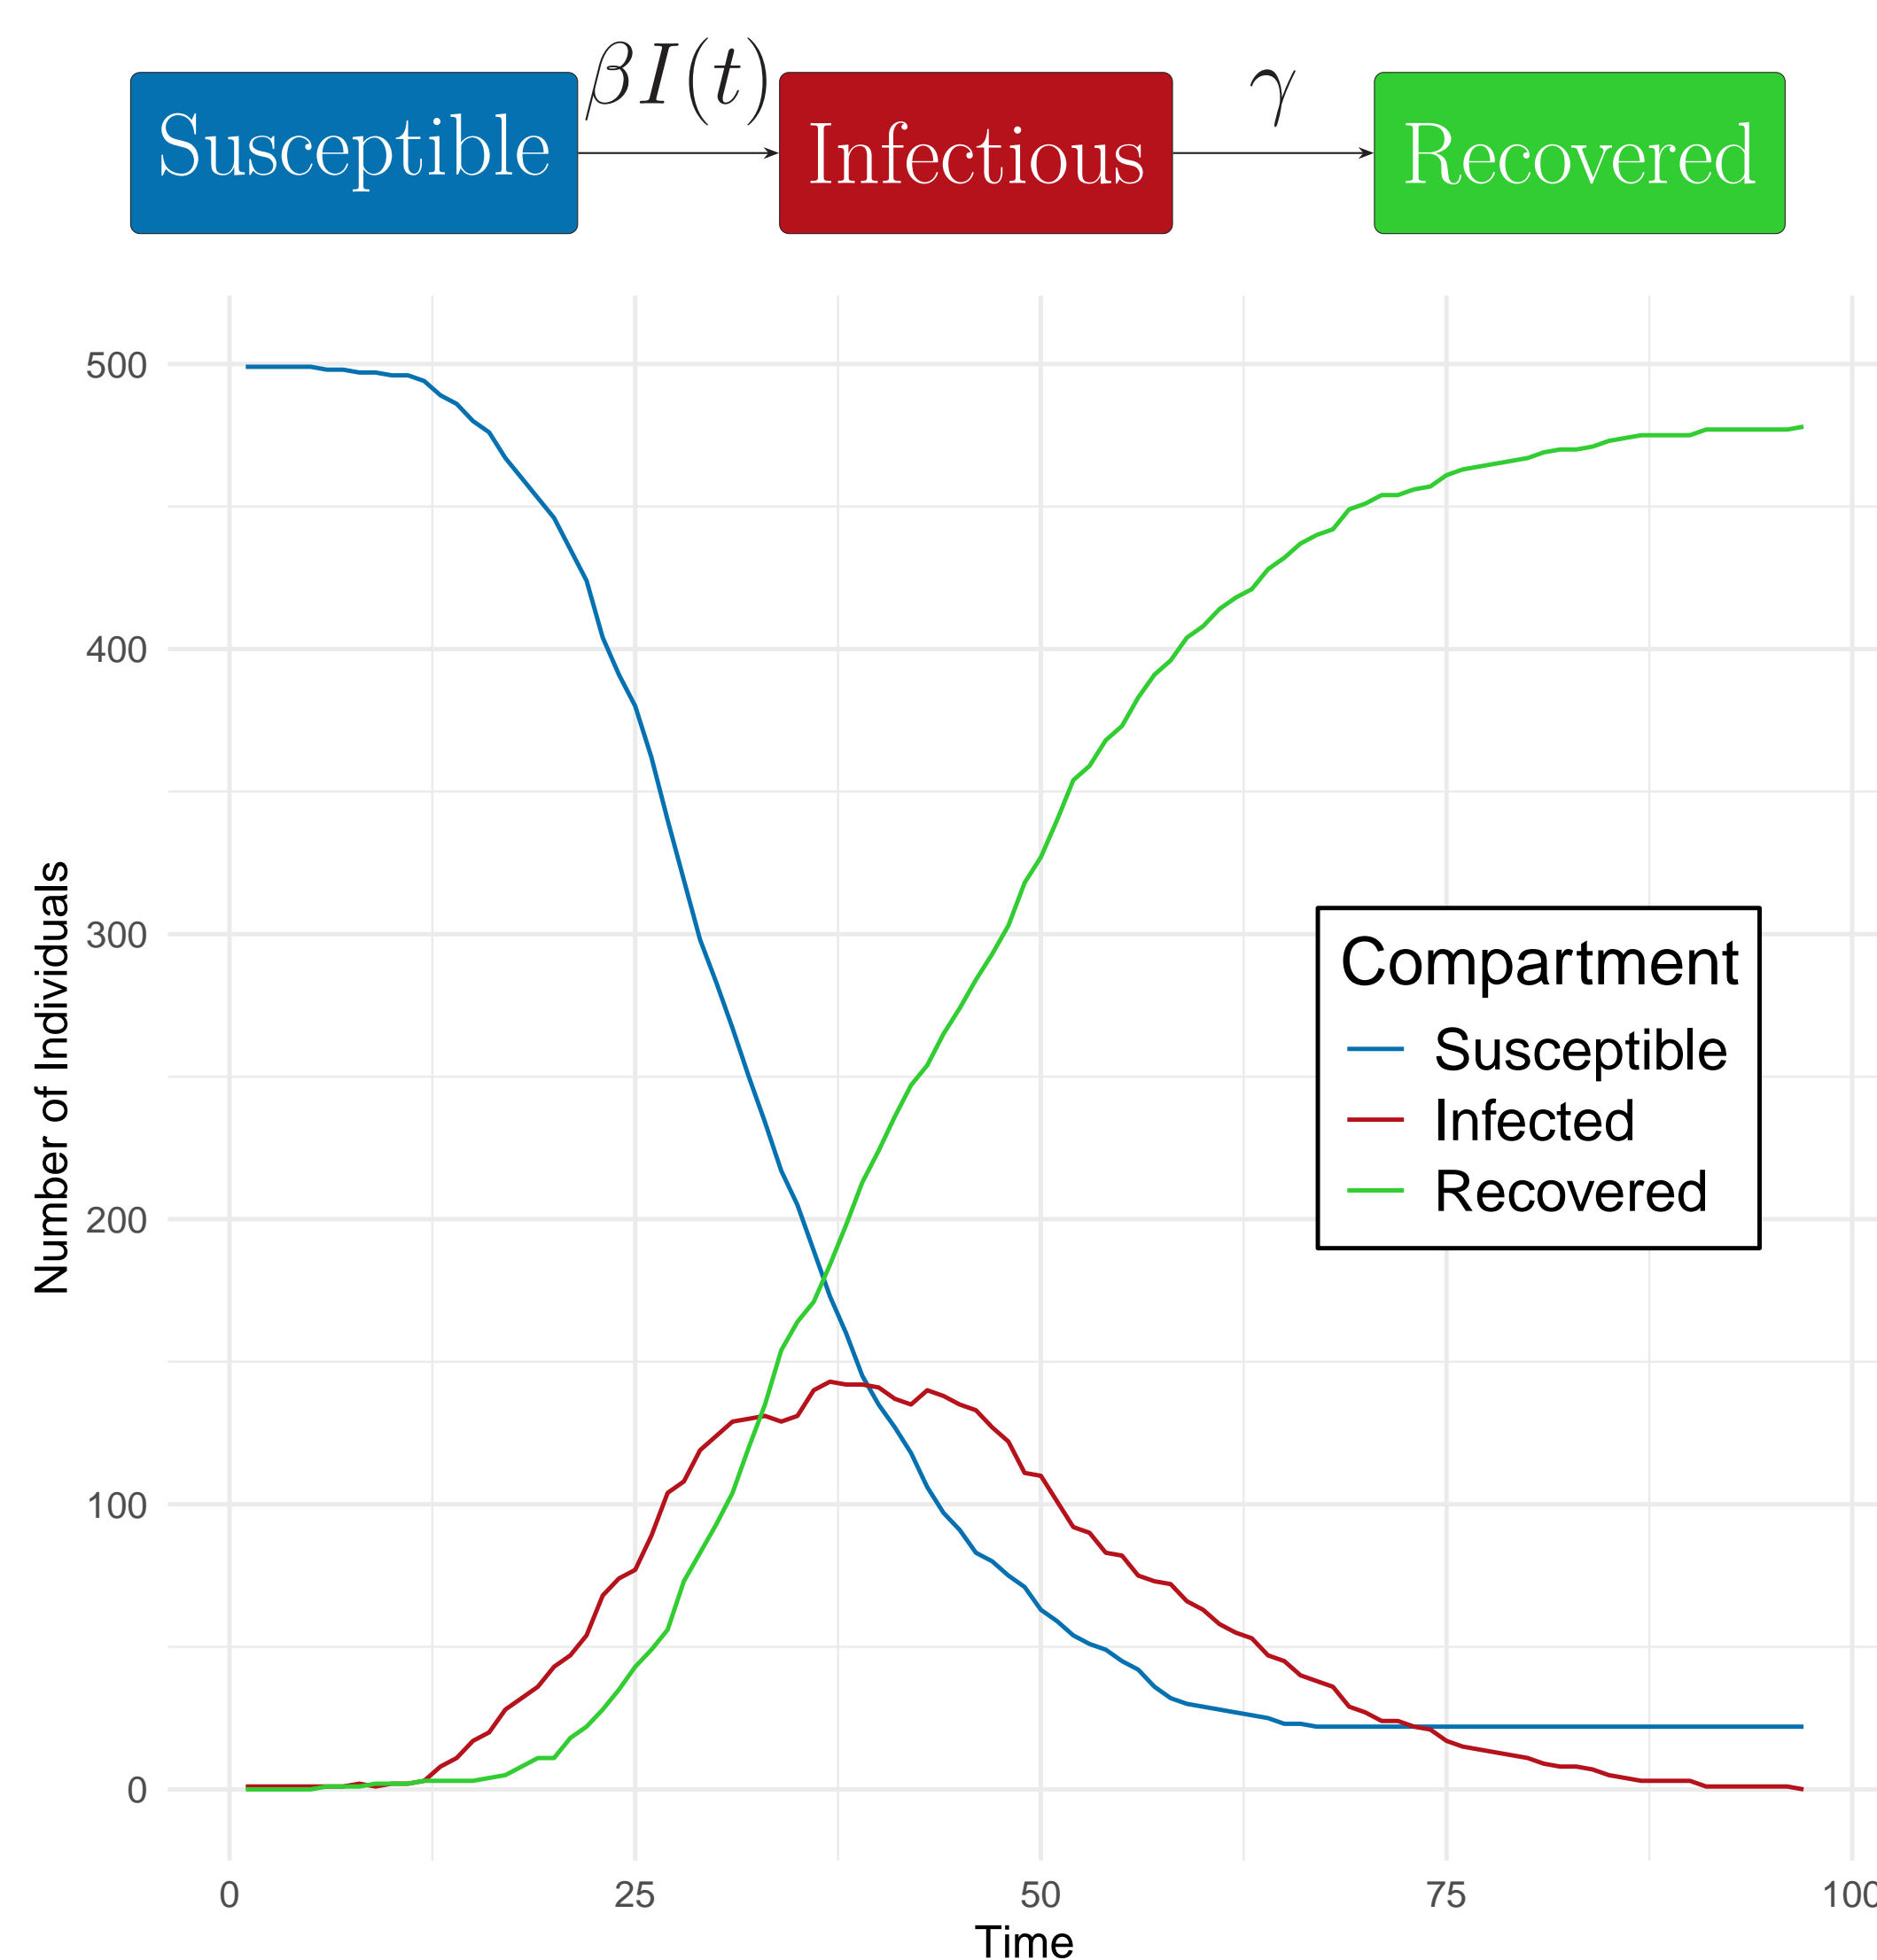 βI(t) γ
Susceptible Infectious Recovered
500
400
300
200
100
0
Number of Individuals
Compartment
Susceptible
Infected
Recovered
0 25 50 75 100
Time